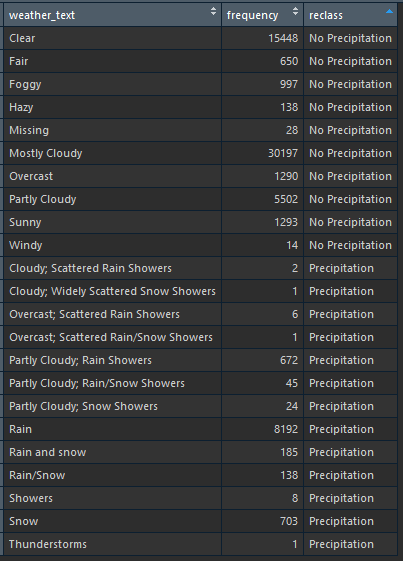 weather_text frequency reclass
Clear 15448 No Precipitation
Fair 650 No Precipitation
Foggy 997 No Precipitation
Hazy 138 No Precipitation
Missing 28 No Precipitation
Mostly Cloudy 30197 No Precipitation
Overcast 1290 No Precipitation
Partly Cloudy 5502 No Precipitation
Sunny 1293 No Precipitation
Windy 14 No Precipitation
Cloudy; Scattered Rain Showers 2 Precipitation
Cloudy; Widely Scattered Snow Showers 1 Precipitation
Overcast; Scattered Rain Showers 6 Precipitation
Overcast; Scattered Rain/Snow Showers 1 Precipitation
Partly Cloudy; Rain Showers 672 Precipitation
Partly Cloudy; Rain/Snow Showers 45 Precipitation
Partly Cloudy; Snow Showers 24 Precipitation
Rain 8192 Precipitation
Rain and snow 185 Precipitation
Rain/Snow 138 Precipitation
Showers 8 Precipitation
Snow 703 Precipitation
Thunderstorms 1 Precipitation